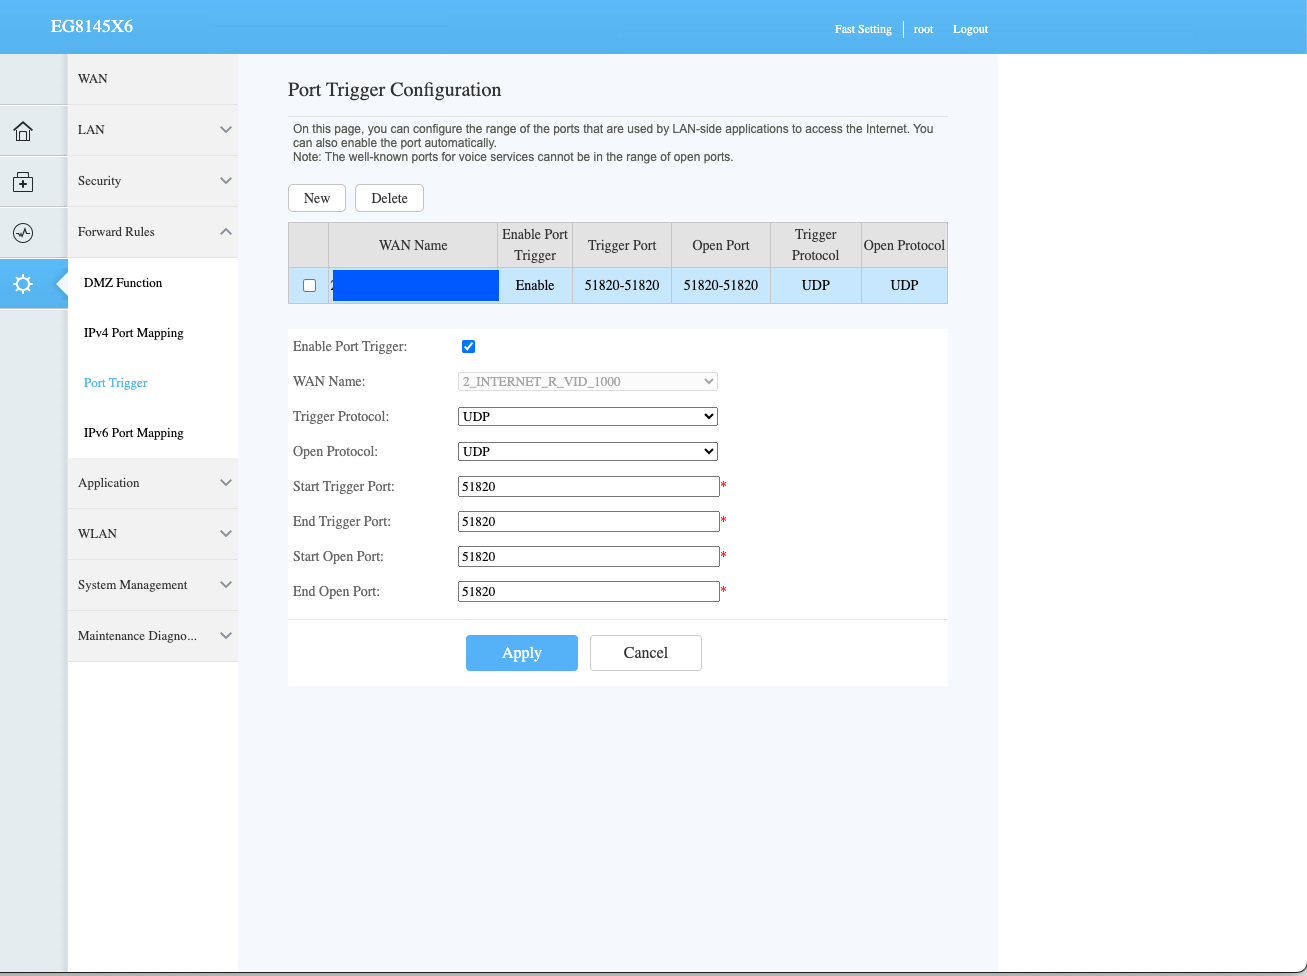 EG8145X6
Fast Setting
root
Logout
WAN
LAN
Security
Forward Rules
DMZ Function
IPv4 Port Mapping
Port Trigger
IPv6 Port Mapping
Application
WLAN
System Management
Maintenance Diagno...
Port Trigger Configuration
On this page, you can configure the range of the ports that are used by LAN-side applications to access the Internet. You
can also enable the port automatically.
Note: The well-known ports for voice services cannot be in the range of open ports.
New
Delete
WAN Name
Enable Port
Trigger
Trigger Port
Open Port
Trigger
Protocol
Open Protocol
Enable
51820-51820
51820-51820
UDP
UDP
Enable Port Trigger:
WAN Name:
2_INTERNET_R_VID_1000
Trigger Protocol:
UDP
Open Protocol:
UDP
Start Trigger Port:
51820
*
End Trigger Port:
51820
*
Start Open Port:
51820
*
End Open Port:
51820
*
Apply
Cancel